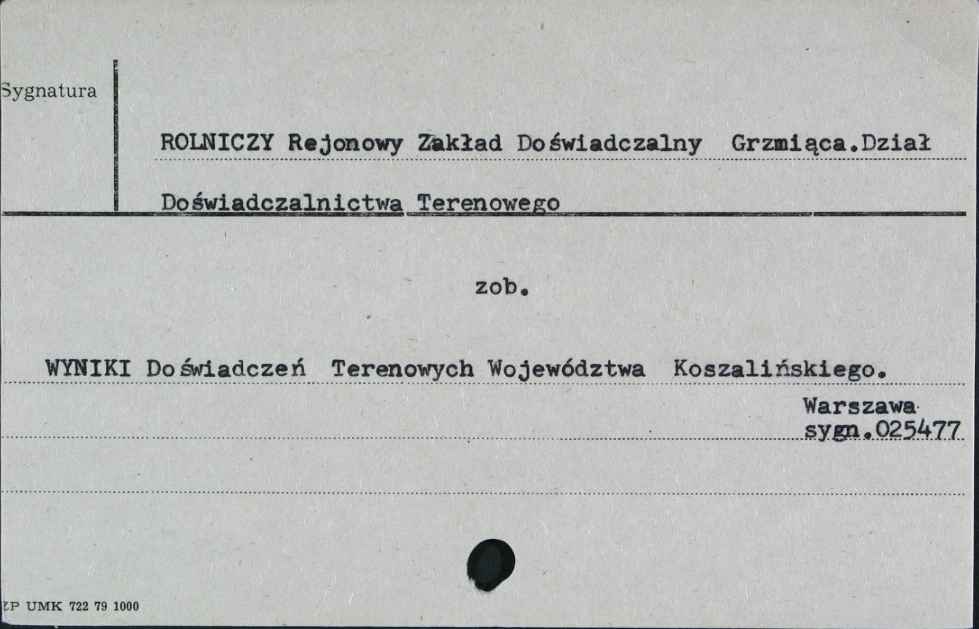 Sygnatura
ROLNICZY Rejonowy Zakład Doświadczalny Grzmiąca.Dział
Doświadczalnictwa Terenowego
zob.
WYNIKI Doświadczeń Terenowych Województwa Koszalińskiego.
Warszawa
sygn.025477
ZP UMK 722 79 1000